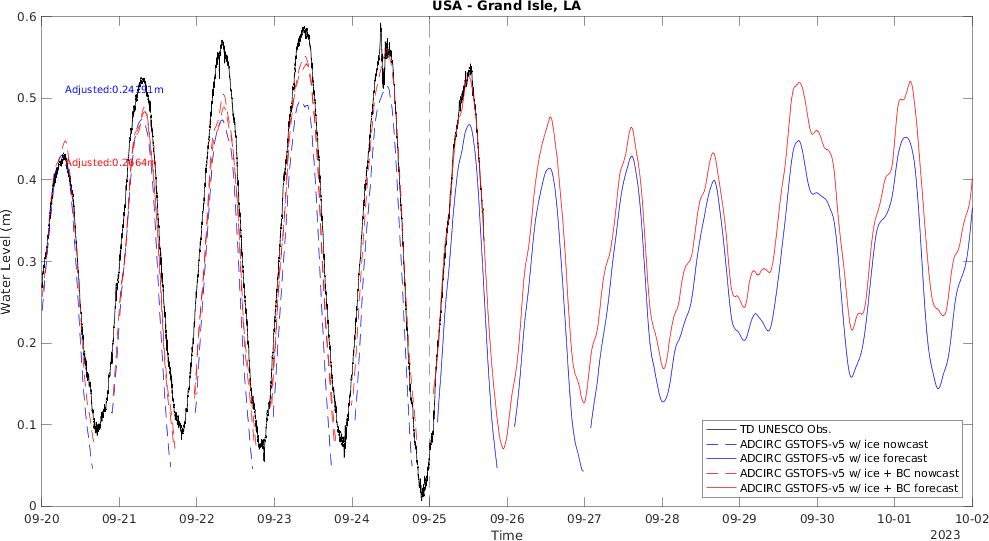 USA - Grand Isle, LA
0.6
0.5
0.4
0.3
0.2
0.1
0
Water Level (m)
Adjusted:0.24191m
Adjusted:0.2664m
TD UNESCO Obs.
ADCIRC GSTOFS-v5 w/ ice nowcast
ADCIRC GSTOFS-v5 w/ ice forecast
ADCIRC GSTOFS-v5 w/ ice + BC nowcast
ADCIRC GSTOFS-v5 w/ ice + BC forecast
09-20 09-21 09-22 09-23 09-24 09-25 09-26 09-27 09-28 09-29 09-30 10-01 10-02
Time
2023